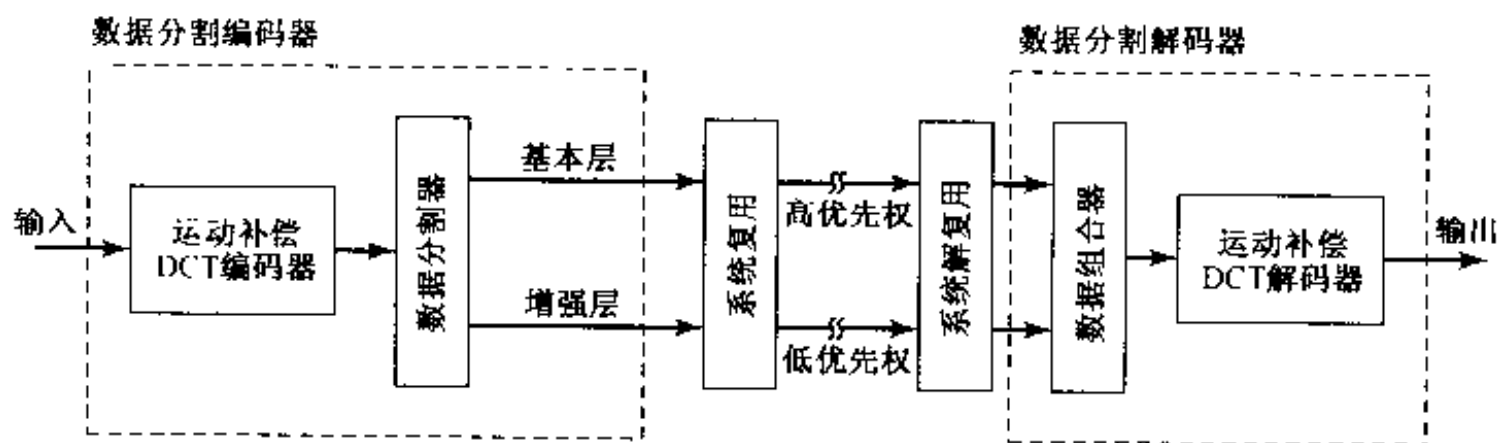 数据分割编码器
数据分割解码器
输入
运动补偿
DCT编码器
数据分割器
基本层
增强层
系统复用
高优先权
低优先权
系统解复用
数据组合器
运动补偿
DCT解码器
输出